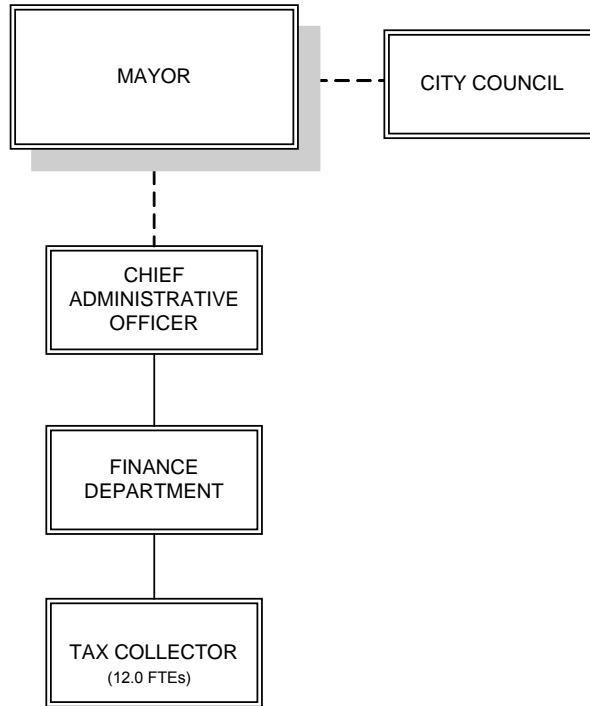 MAYOR
CITY COUNCIL
CHIEF
ADMINISTRATIVE
OFFICER
FINANCE
DEPARTMENT
TAX COLLECTOR
(12.0 FTEs)